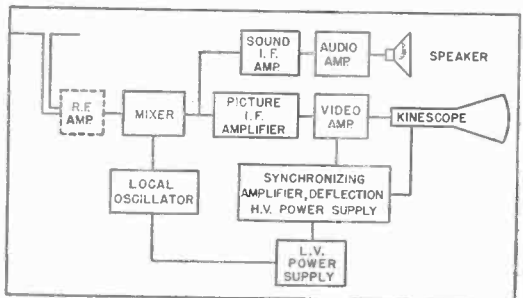 SOUND
I.F.
AMP.
AUDIO
AMP.
SPEAKER
R.F.
AMP.
MIXER
PICTURE
I.F.
AMPLIFIER
VIDEO
AMP.
KINESCOPE
LOCAL
OSCILLATOR
SYNCHRONIZING
AMPLIFIER, DEFLECTION
H.V. POWER SUPPLY
L.V.
POWER
SUPPLY